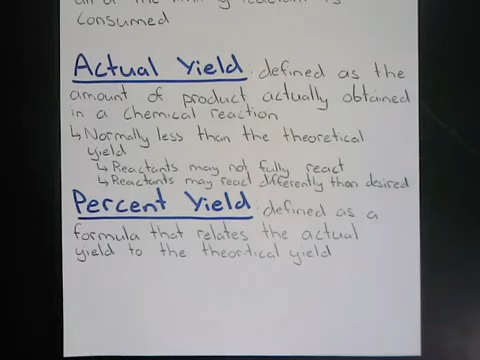 consumed
Actual Yield: defined as the
amount of product actually obtained
in a chemical reaction
↳ Normally less than the theoretical
yield
↳ Reactants may not fully react
↳ Reactants may react differently than desired
Percent Yield: defined as a
formula that relates the actual
yield to the theoritical yield